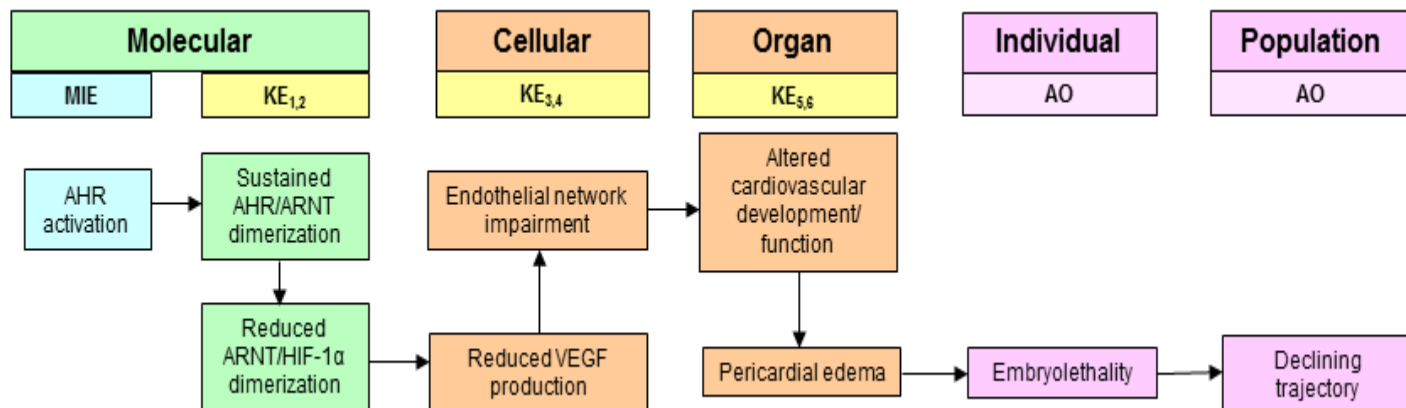 Molecular
Cellular
Organ
Individual
Population
MIE
KE1,2
KE3,4
KE5,6
AO
AO
AHR
activation
Sustained
AHR/ARNT
dimerization
Endothelial network
impairment
Altered
cardiovascular
development/
function
Reduced
ARNT/HIF-1α
dimerization
Reduced VEGF
production
Pericardial edema
Embryolethality
Declining
trajectory